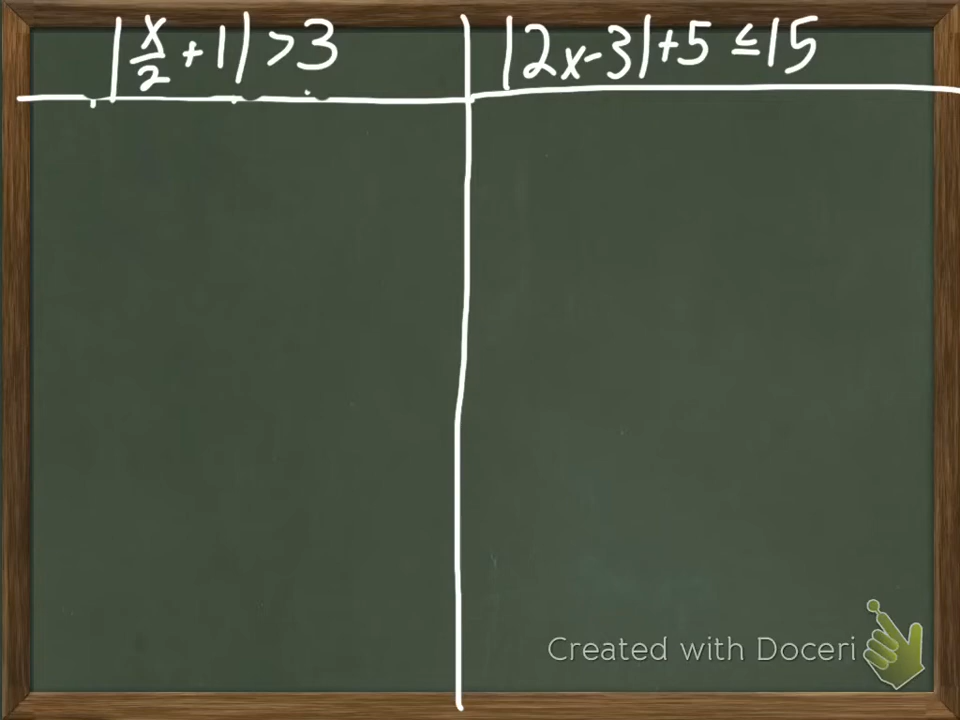 |x/2 + 1| > 3
|2x-3|+5 ≤ 15
Created with Doceri